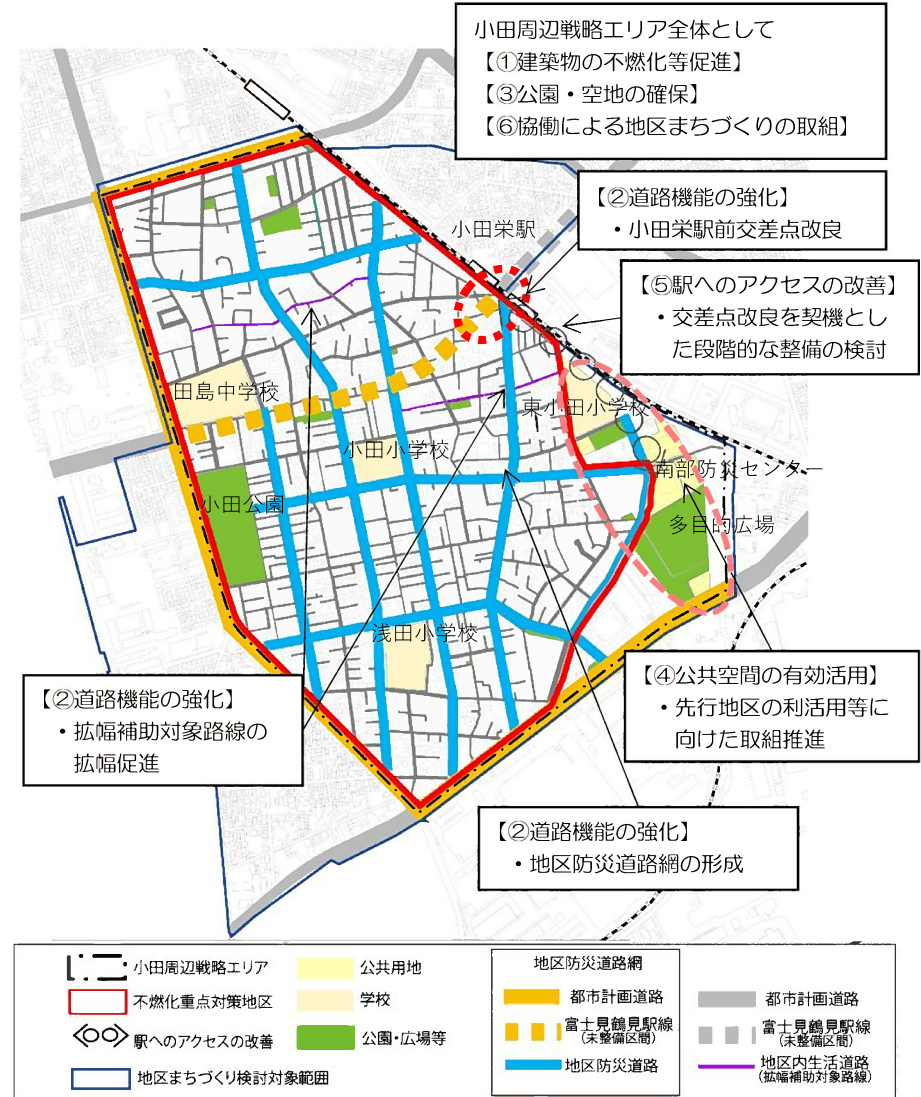 小田周辺戦略エリア全体として
【①建築物の不燃化等促進】
【③公園・空地の確保】
【⑥協働による地区まちづくりの取組】
【②道路機能の強化】
・小田栄駅前交差点改良
小田栄駅
【⑤駅へのアクセスの改善】
・交差点改良を契機とし
た段階的な整備の検討
田島中学校
東小田小学校
小田小学校
南部防災センター
小田公園
多目的広場
浅田小学校
【②道路機能の強化】
・拡幅補助対象路線の
拡幅促進
【④公共空間の有効活用】
・先行地区の利活用等に
向けた取組推進
【②道路機能の強化】
・地区防災道路網の形成
小田周辺戦略エリア
不燃化重点対策地区
駅へのアクセスの改善
地区まちづくり検討対象範囲
公共用地
学校
公園・広場等
地区防災道路網
都市計画道路
富士見鶴見駅線
(未整備区間)
地区防災道路
都市計画道路
富士見鶴見駅線
(未整備区間)
地区内生活道路
(拡幅補助対象路線)